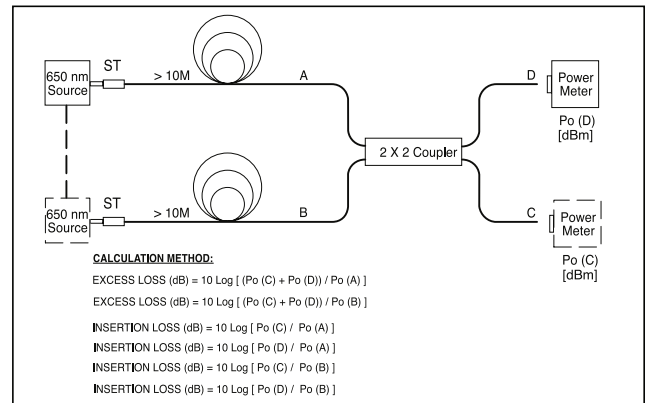 650 nm
Source
ST
> 10M
A
D
Power
Meter
Po (D)
[dBm]
2 X 2 Coupler
650 nm
Source
ST
> 10M
B
C
Power
Meter
Po (C)
[dBm]
CALCULATION METHOD:
EXCESS LOSS (dB) = 10 Log [ (Po (C) + Po (D)) / Po (A) ]
EXCESS LOSS (dB) = 10 Log [ (Po (C) + Po (D)) / Po (B) ]
INSERTION LOSS (dB) = 10 Log [ Po (C) / Po (A) ]
INSERTION LOSS (dB) = 10 Log [ Po (D) / Po (A) ]
INSERTION LOSS (dB) = 10 Log [ Po (C) / Po (B) ]
INSERTION LOSS (dB) = 10 Log [ Po (D) / Po (B) ]